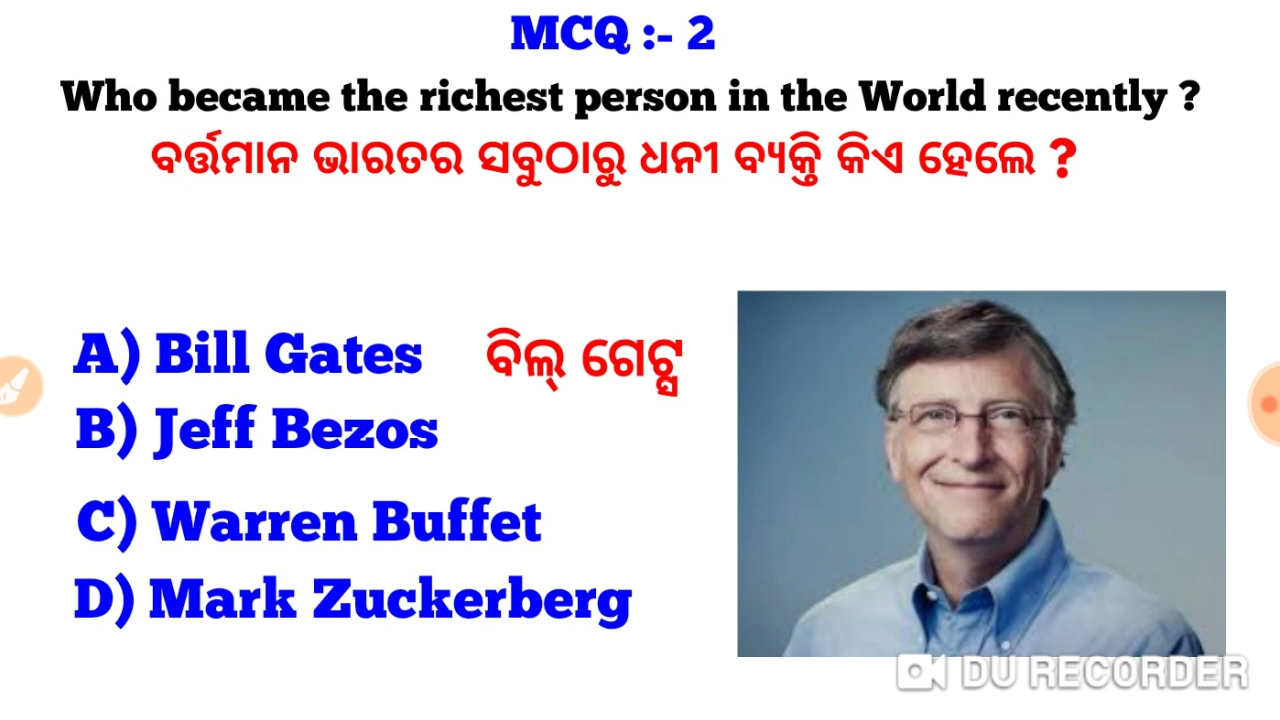 MCQ :- 2
Who became the richest person in the World recently ?
ବର୍ତ୍ତମାନ ଭାରତର ସବୁଠାରୁ ଧନୀ ବ୍ୟକ୍ତି କିଏ ହେଲେ ?
A) Bill Gates ବିଲ୍ ଗେଟ୍ସ
B) Jeff Bezos
C) Warren Buffet
D) Mark Zuckerberg
DU RECORDER